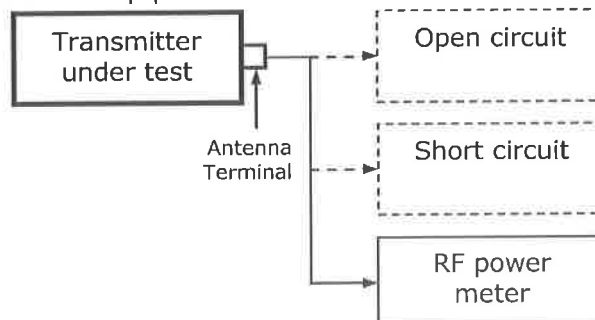 Transmitter
under test
Open circuit
Antenna
Terminal
Short circuit
RF power
meter